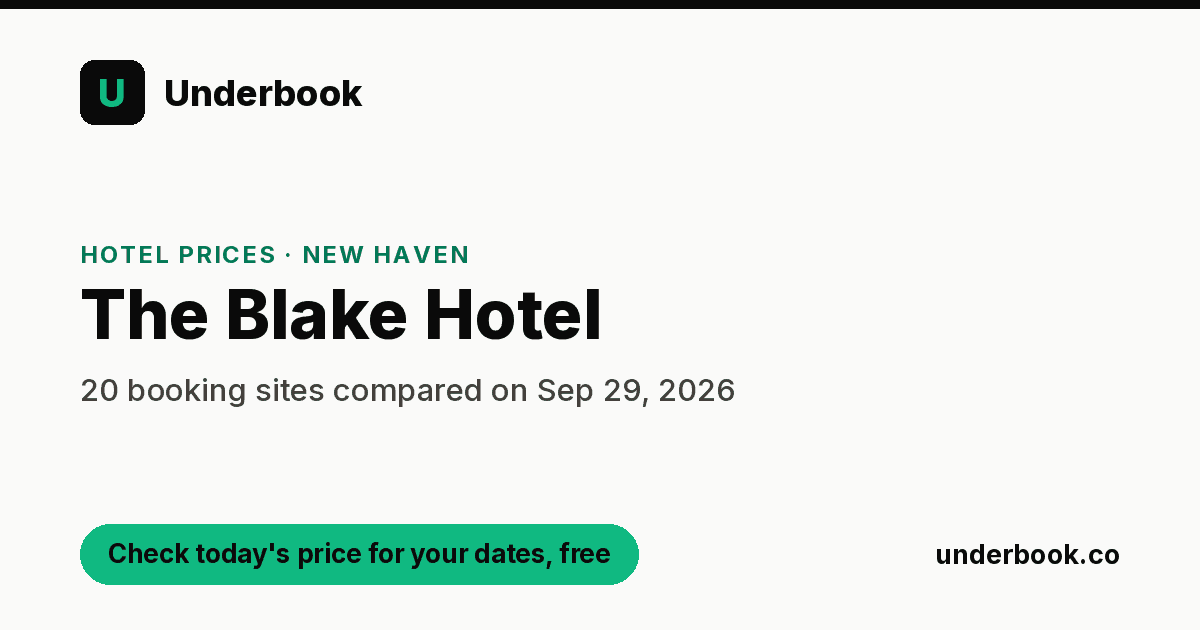 U Underbook
HOTEL PRICES · NEW HAVEN
The Blake Hotel
20 booking sites compared on Sep 29, 2026
Check today's price for your dates, free
underbook.co